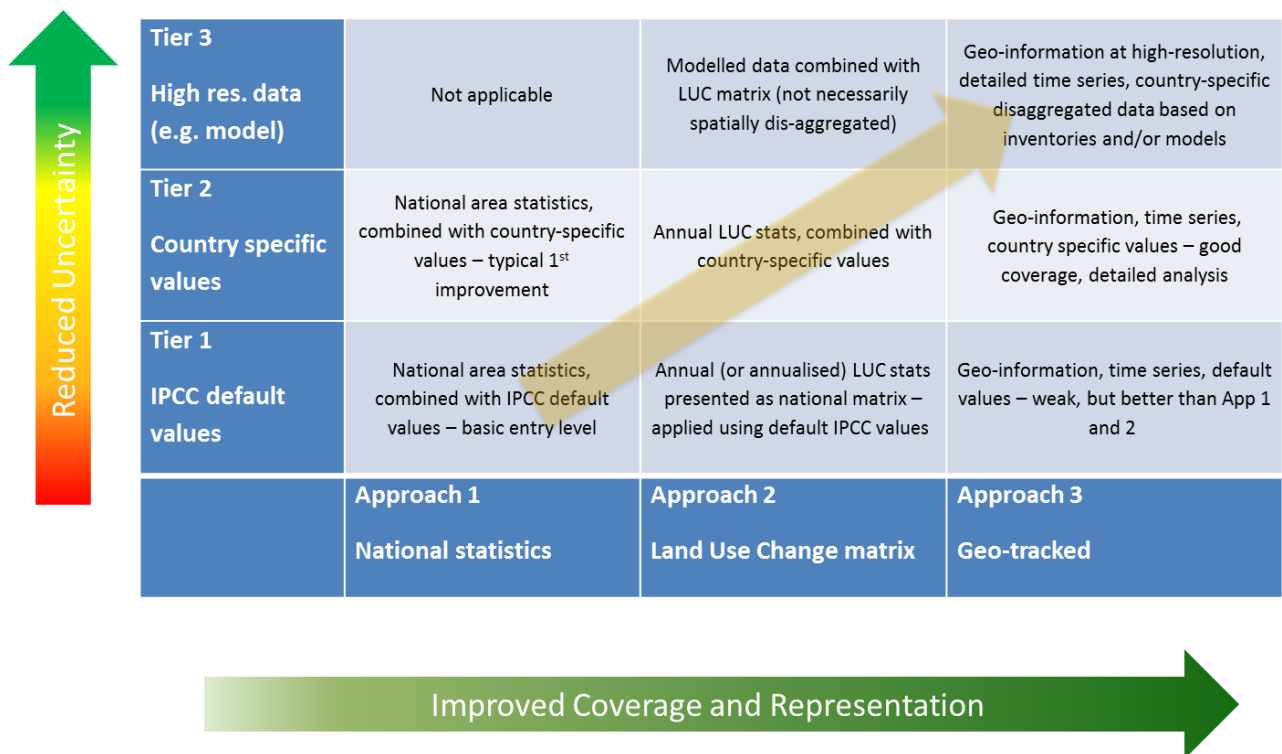 Reduced Uncertainty
Tier 3
High res. data
(e.g. model)
Not applicable
Modelled data combined with
LUC matrix (not necessarily
spatially dis-aggregated)
Geo-information at high-resolution,
detailed time series, country-specific
disaggregated data based on
inventories and/or models
Tier 2
Country specific
values
National area statistics,
combined with country-specific
values – typical 1st
improvement
Annual LUC stats, combined with
country-specific values
Geo-information, time series,
country specific values – good
coverage, detailed analysis
Tier 1
IPCC default
values
National area statistics,
combined with IPCC default
values – basic entry level
Annual (or annualised) LUC stats
presented as national matrix –
applied using default IPCC values
Geo-information, time series, default
values – weak, but better than App 1
and 2
Approach 1
National statistics
Approach 2
Land Use Change matrix
Approach 3
Geo-tracked
Improved Coverage and Representation